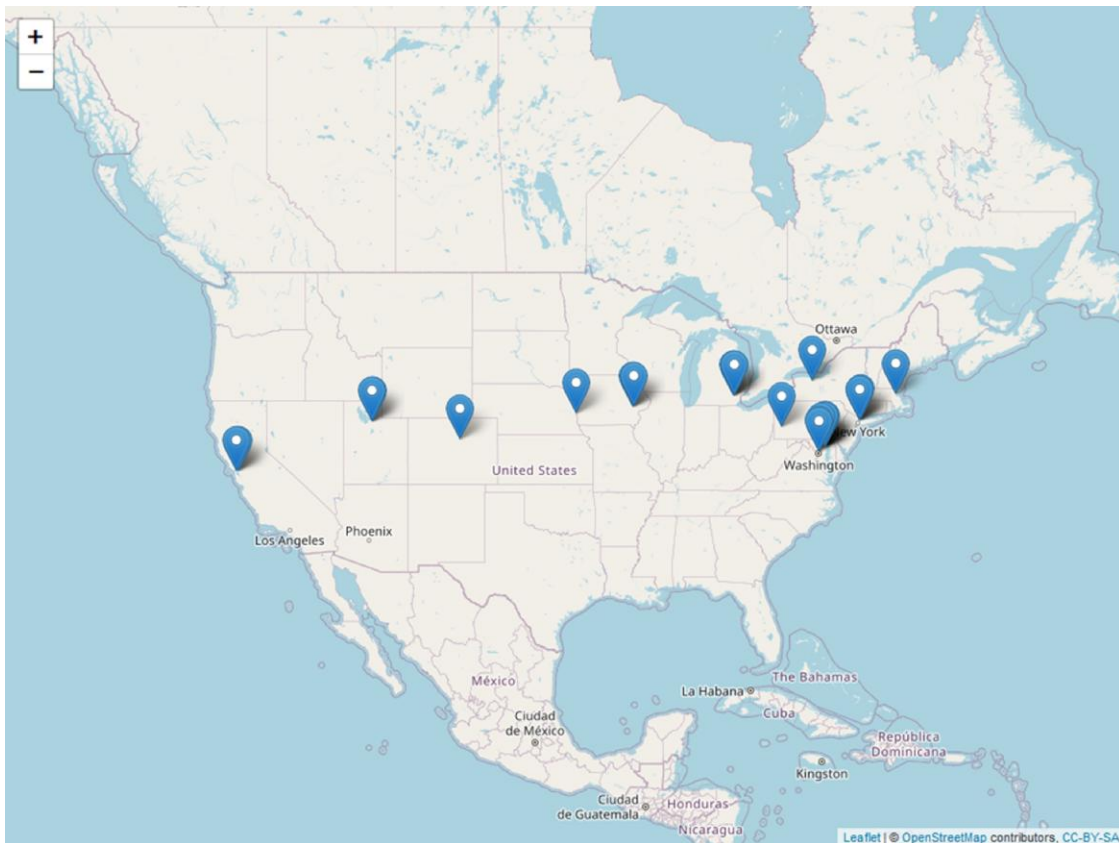 +
−
Ottawa
ew York
Washington
United States
Los Angeles
Phoenix
México
La Habana
The Bahamas
Cuba
Ciudad
de México
República
Dominicana
Kingston
Ciudad
de Guatemala
Honduras
Nicaragua
Leaflet | © OpenStreetMap contributors, CC-BY-SA